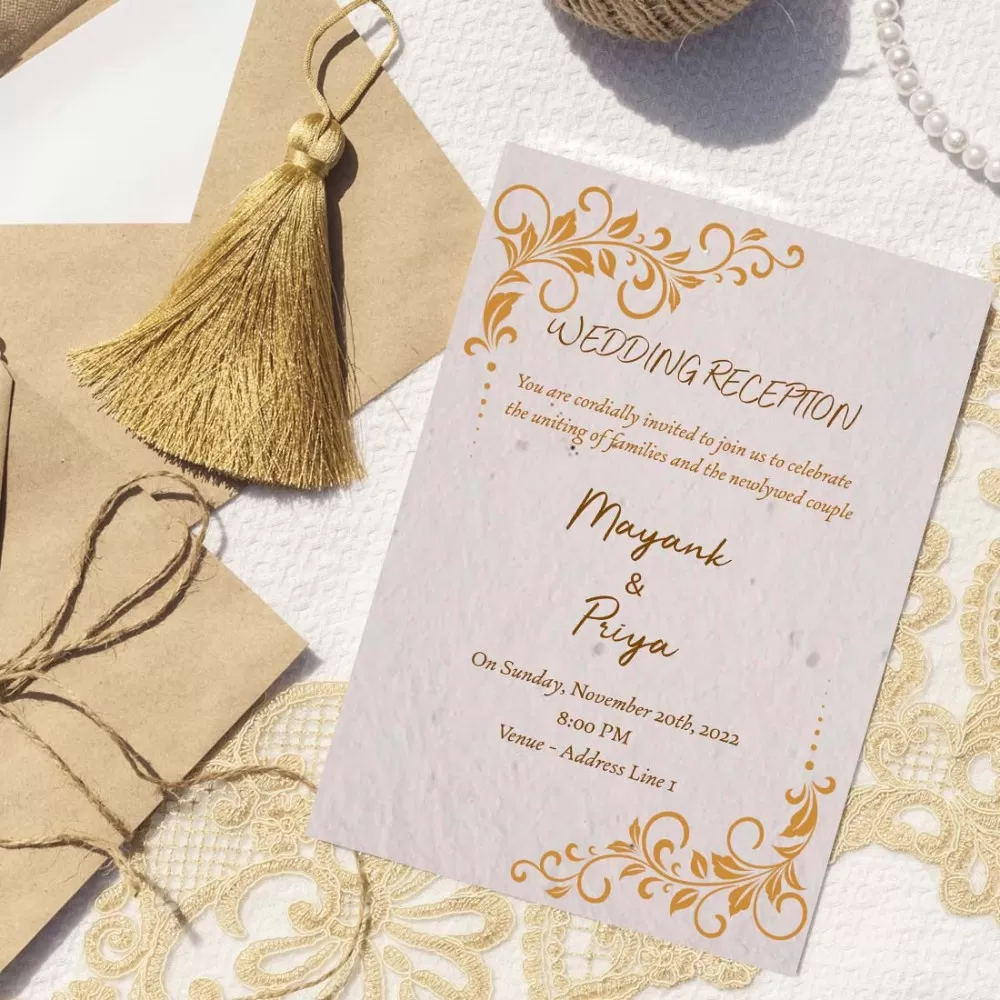 WEDDING RECEPTION
You are cordially invited to join us to celebrate
the uniting of families and the newlywed couple
Mayank
&
Priya
On Sunday, November 20th, 2022
8:00 PM
Venue - Address Line 1